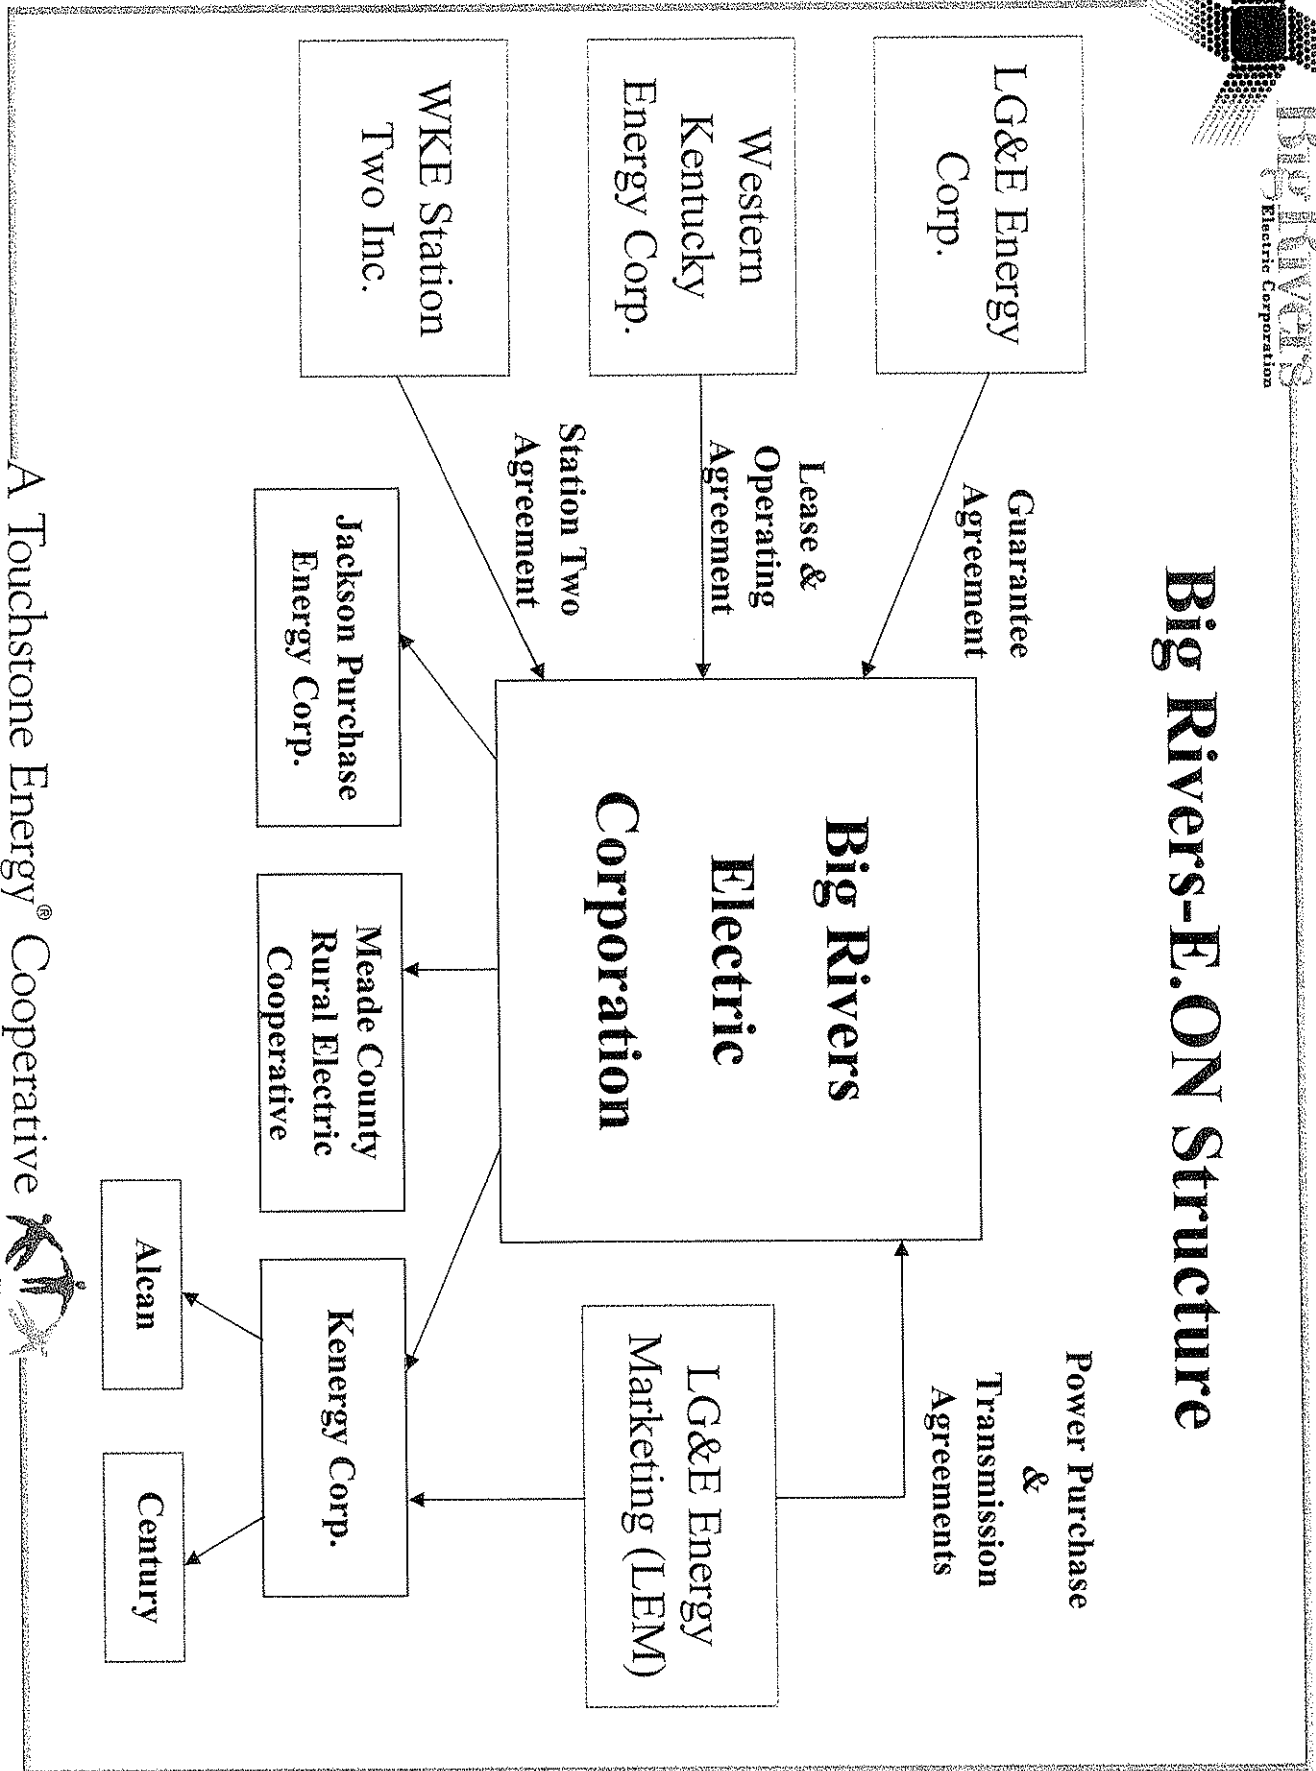 Big Rivers
Electric Corporation
Big Rivers-E.ON Structure
LG&E Energy
Corp.
Guarantee
Agreement
Power Purchase
&
Transmission
Agreements
Western
Kentucky
Energy Corp.
Lease &
Operating
Agreement
Big Rivers
Electric
Corporation
LG&E Energy
Marketing (LEM)
WKE Station
Two Inc.
Station Two
Agreement
Jackson Purchase
Energy Corp.
Meade County
Rural Electric
Cooperative
Kenergy Corp.
Alcan
Century
A Touchstone Energy® Cooperative